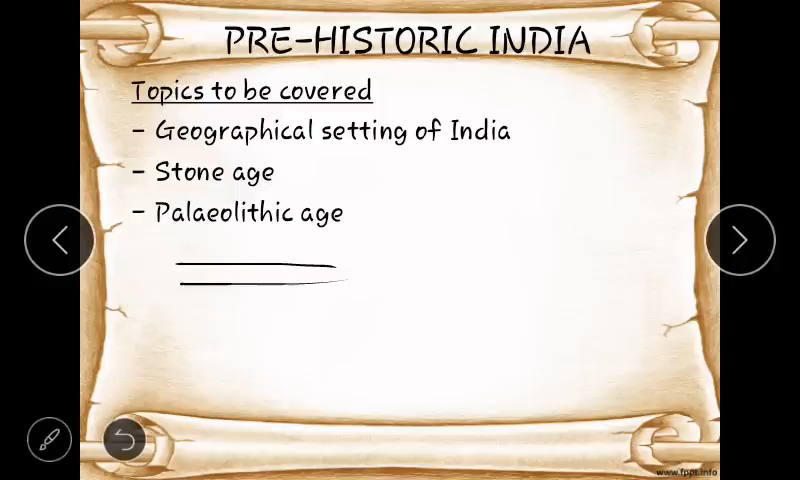 PRE-HISTORIC INDIA
Topics to be covered
- Geographical setting of India
- Stone age
- Palaeolithic age
www.fppt.info